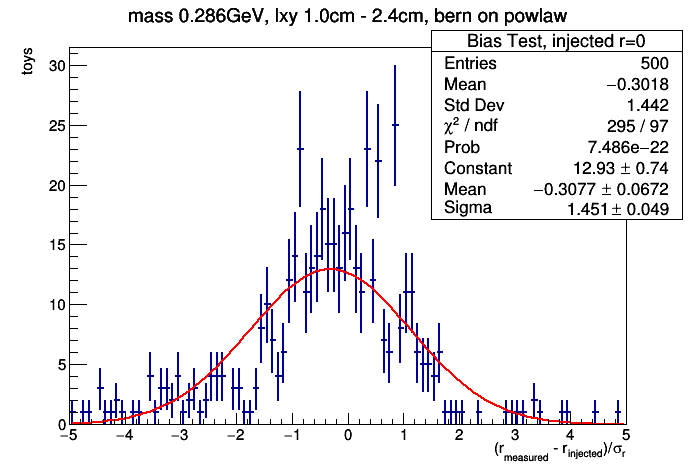 mass 0.286GeV, lxy 1.0cm - 2.4cm, bern on powlaw
Bias Test, injected r=0
Entries 500
Mean −0.3018
Std Dev 1.442
χ² / ndf 295 / 97
Prob 7.486e−22
Constant 12.93 ± 0.74
Mean −0.3077 ± 0.0672
Sigma 1.451 ± 0.049
toys
30
25
20
15
10
5
0
−5 −4 −3 −2 −1 0 1 2 3 4 5
(r_measured - r_injected)/σ_r